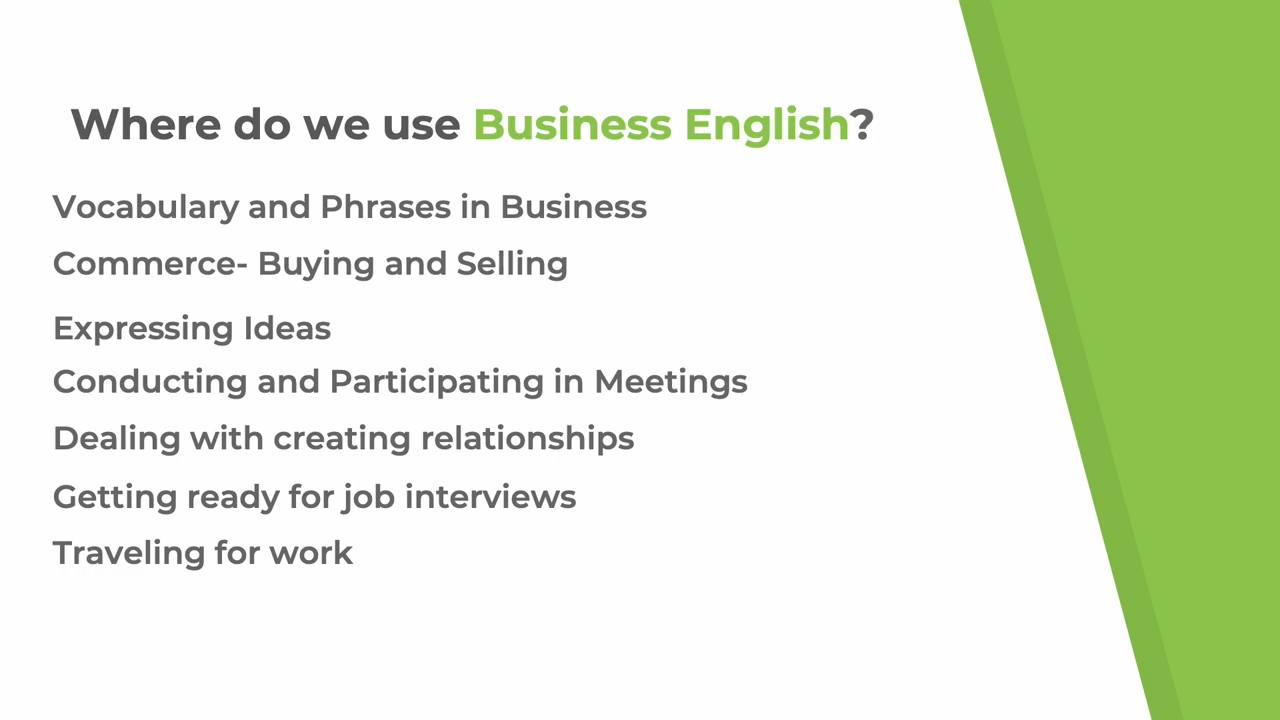 Where do we use Business English?
Vocabulary and Phrases in Business
Commerce- Buying and Selling
Expressing Ideas
Conducting and Participating in Meetings
Dealing with creating relationships
Getting ready for job interviews
Traveling for work